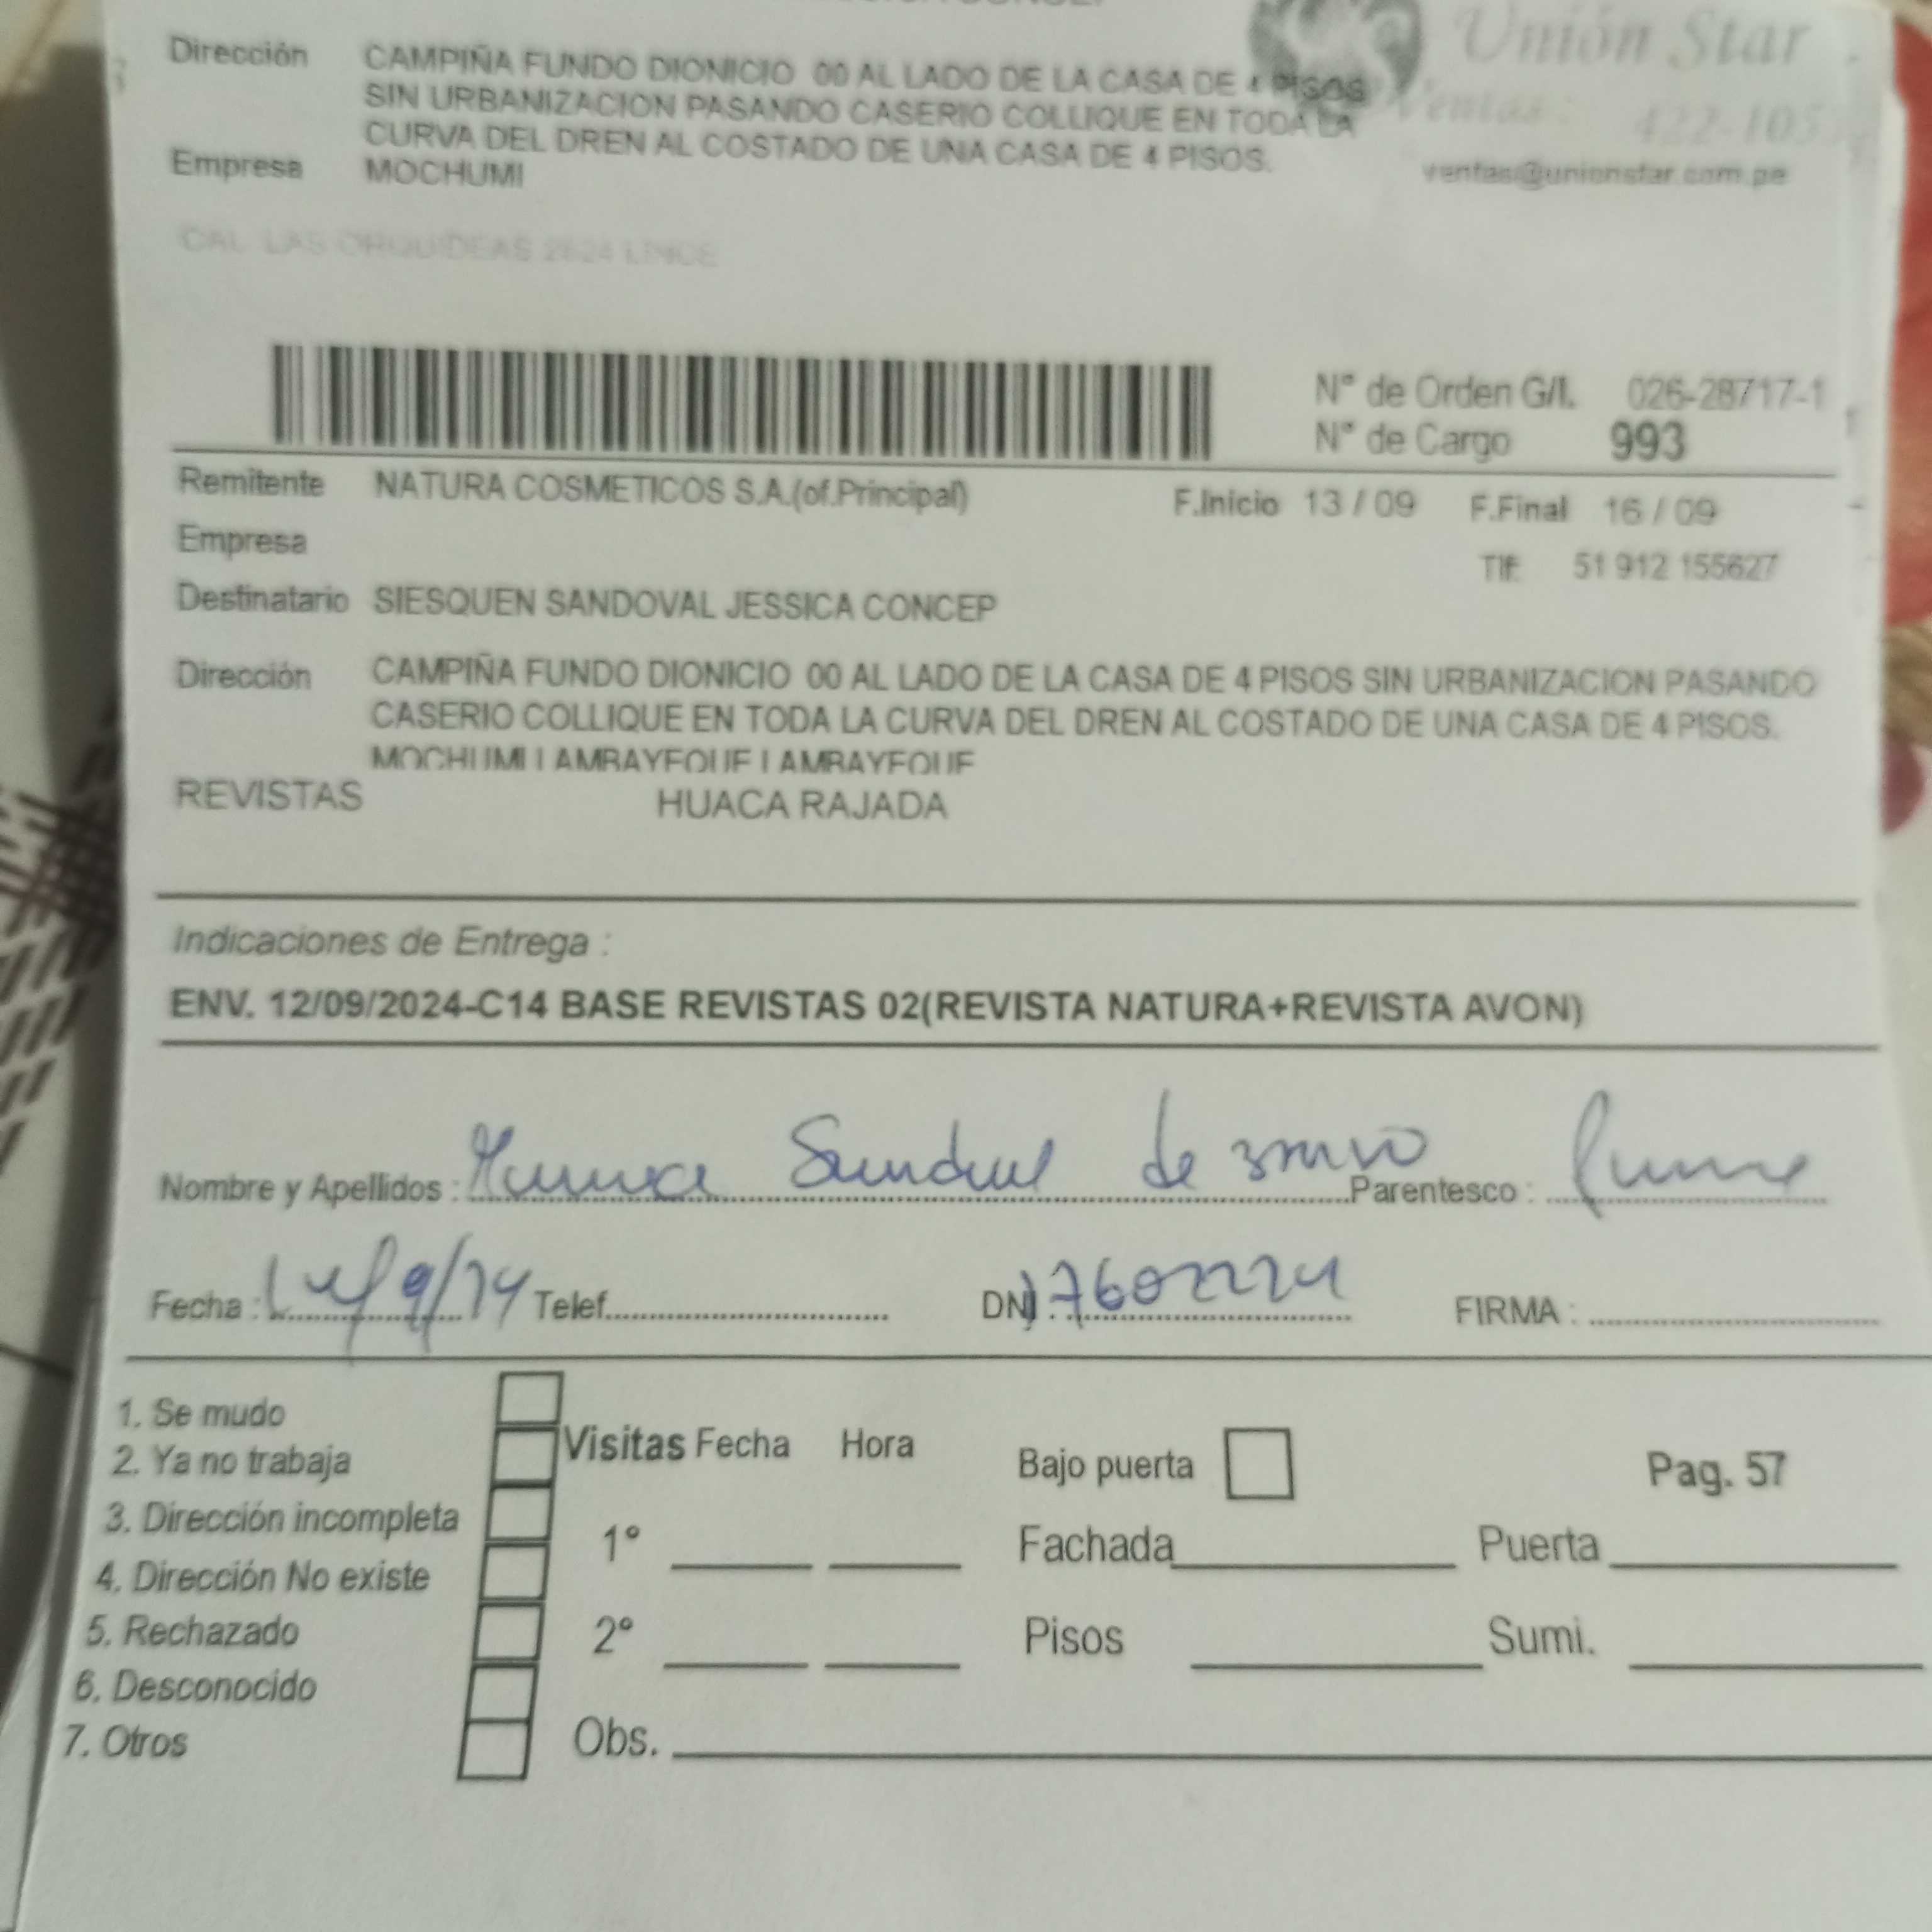 Unión Star
Dirección CAMPIÑA FUNDO DIONICIO 00 AL LADO DE LA CASA DE 4 PISOS
SIN URBANIZACION PASANDO CASERIO COLLIQUE EN TODA LA
CURVA DEL DREN AL COSTADO DE UNA CASA DE 4 PISOS.
Ventas: 422-105
Empresa MOCHUMI
ventas@unionstar.com.pe
CAL LAS ORQUIDEAS 2624 LINCE
N° de Orden G/I. 026-28717-1
N° de Cargo 993
Remitente NATURA COSMETICOS S.A.(of.Principal) F.Inicio 13 / 09 F.Final 16 / 09
Empresa
Tlf: 51 912 155627
Destinatario SIESQUEN SANDOVAL JESSICA CONCEP
Dirección CAMPIÑA FUNDO DIONICIO 00 AL LADO DE LA CASA DE 4 PISOS SIN URBANIZACION PASANDO
CASERIO COLLIQUE EN TODA LA CURVA DEL DREN AL COSTADO DE UNA CASA DE 4 PISOS.
MOCHUMI LAMBAYEQUE LAMBAYEQUE
REVISTAS HUACA RAJADA
Indicaciones de Entrega :
ENV. 12/09/2024-C14 BASE REVISTAS 02(REVISTA NATURA+REVISTA AVON)
Nombre y Apellidos : de Parentesco :
Fecha : Telef. DNI : FIRMA :
1. Se mudo
2. Ya no trabaja
3. Dirección incompleta
4. Dirección No existe
5. Rechazado
6. Desconocido
7. Otros
Visitas Fecha Hora
1°
2°
Obs.
Bajo puerta Pag. 57
Fachada Puerta
Pisos Sumi.